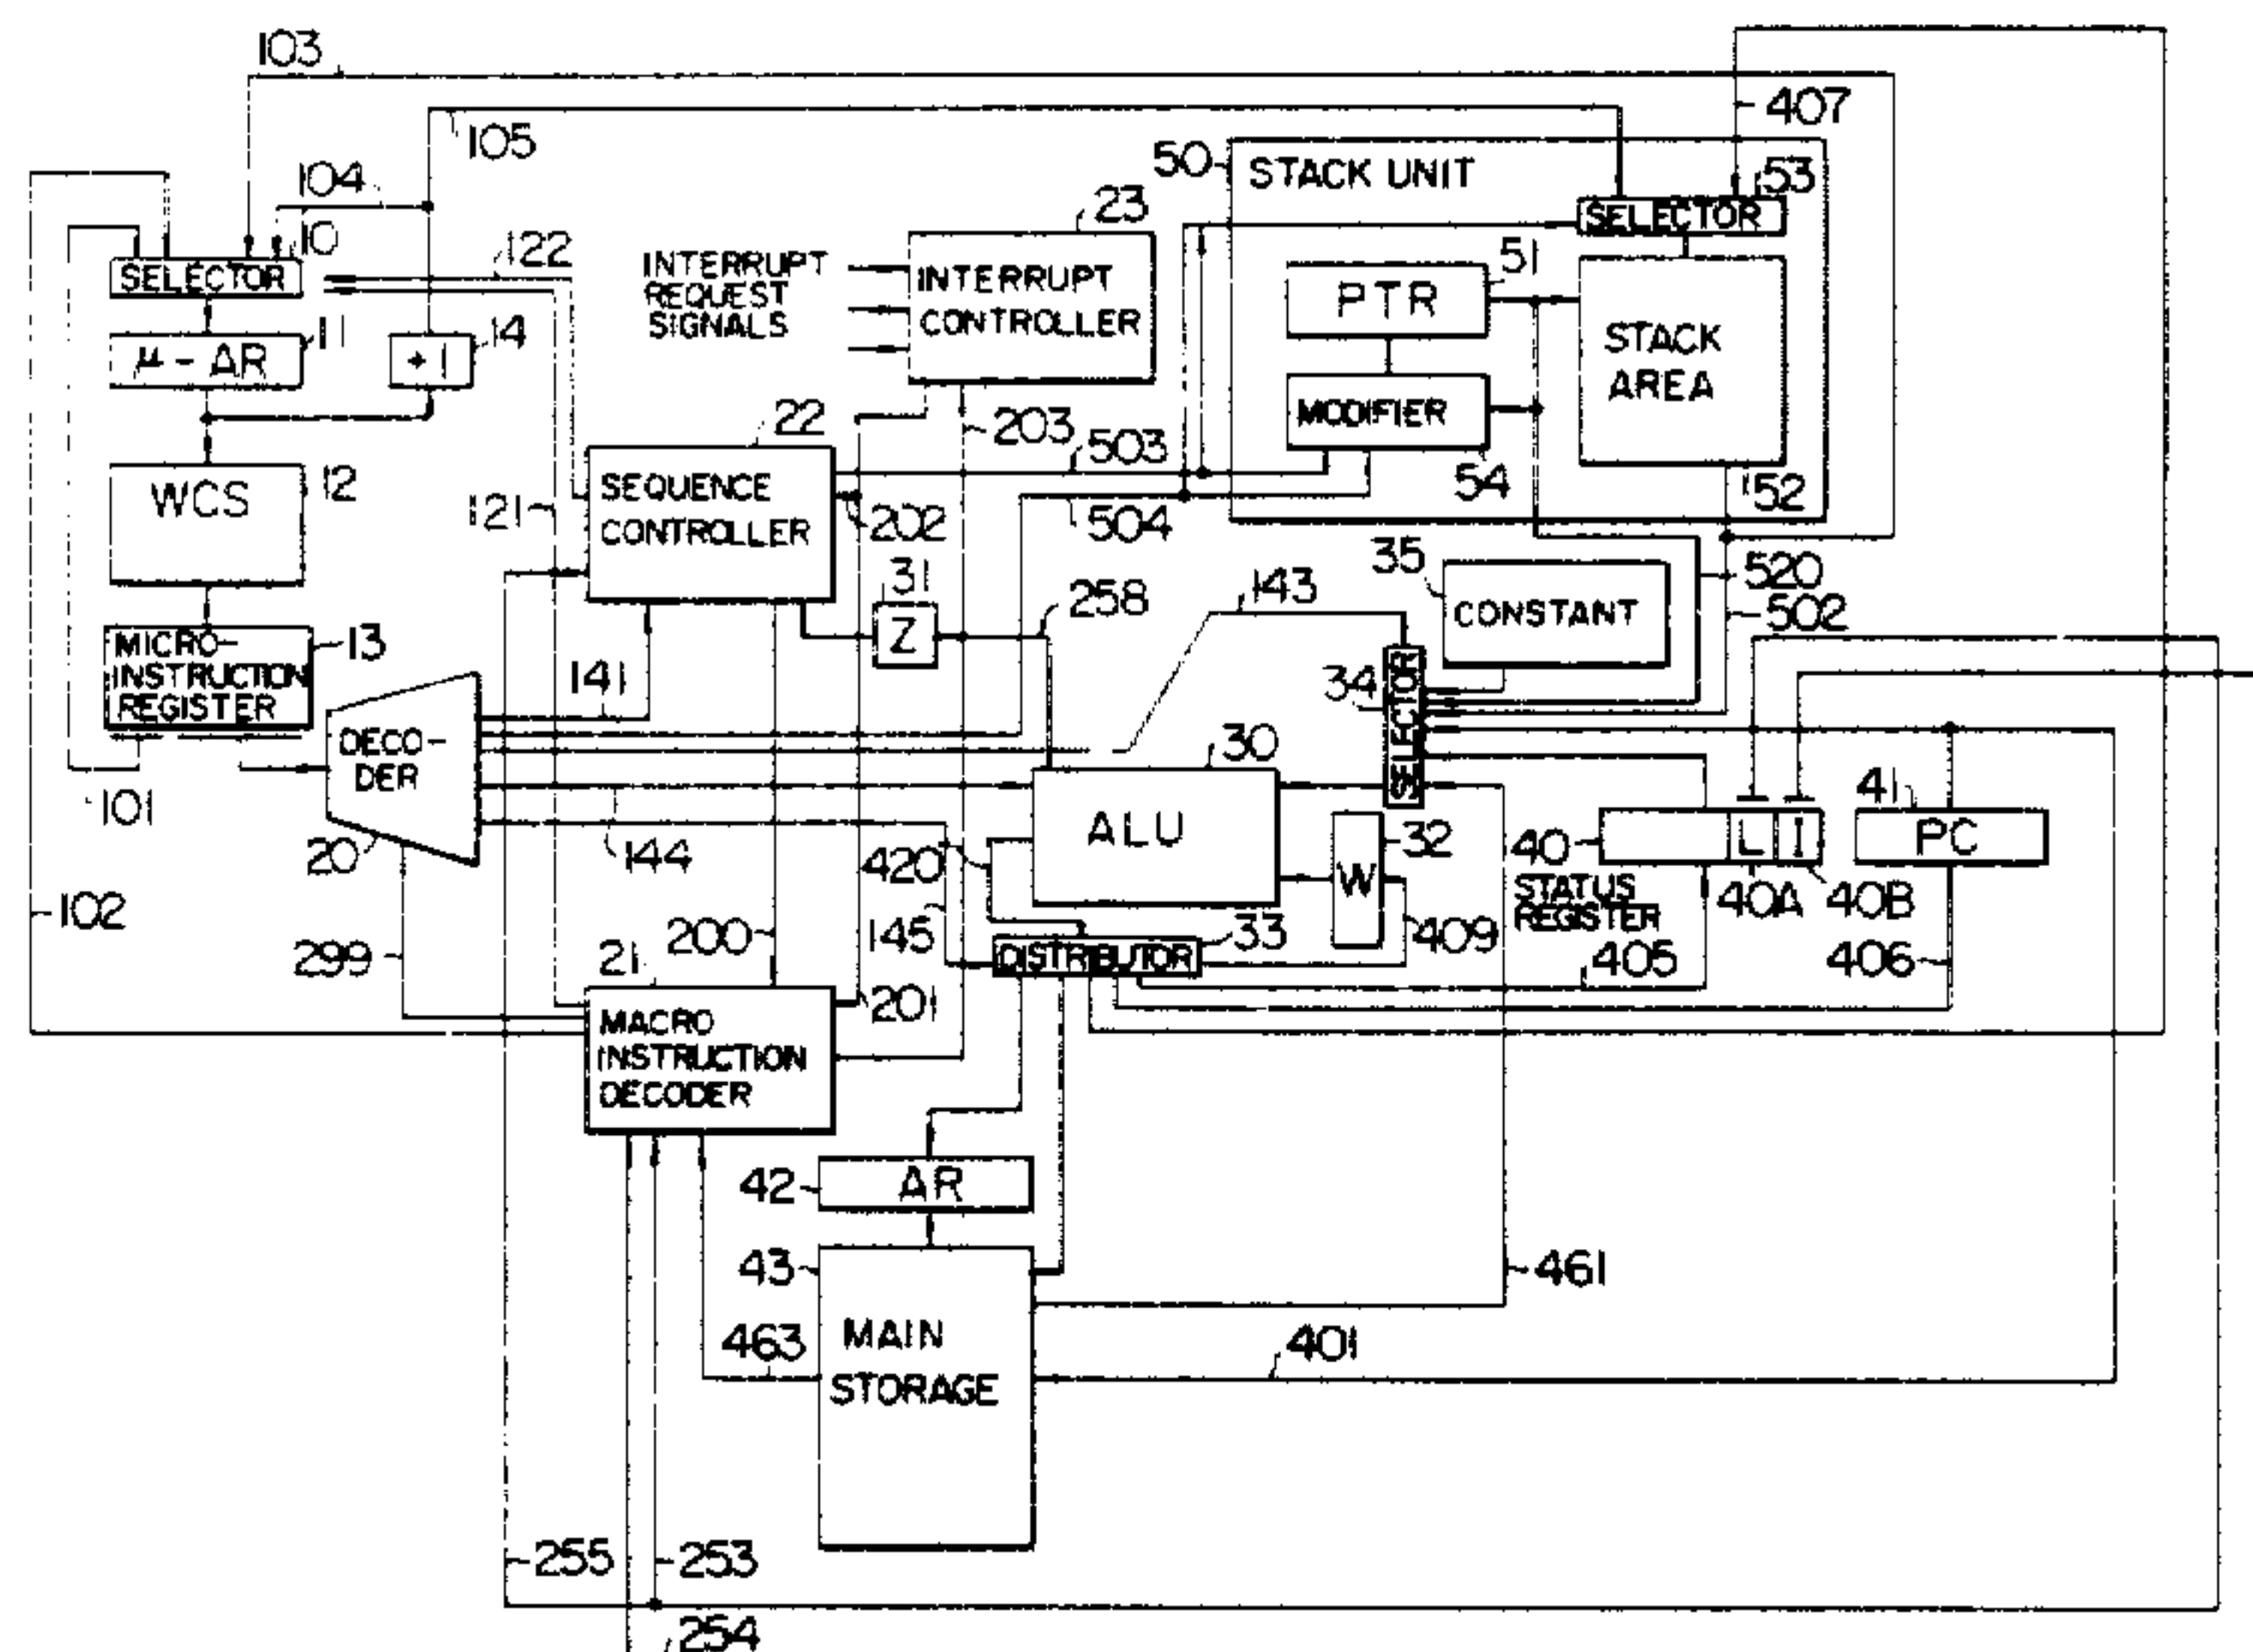 103
407
105
50
STACK UNIT
53
104
SELECTOR
23
10
122
51
INTERRUPT
REQUEST
SIGNALS
INTERRUPT
CONTROLLER
SELECTOR
PTR
11
14
STACK
AREA
μ-AR
+1
MODIFIER
22
203
503
54
52
WCS
12
SEQUENCE
CONTROLLER
121
202
504
35
520
31
258
143
CONSTANT
502
Z
MICRO-
INSTRUCTION
REGISTER
13
141
34
SELECTOR
DECO-
DER
30
101
41
ALU
L
I
PC
20
144
420
32
40
W
STATUS
REGISTER
40A
40B
102
299
200
145
33
409
21
DISTRIBUTOR
405
406
201
MACRO
INSTRUCTION
DECODER
42
AR
43
461
463
MAIN
STORAGE
401
255
253
254